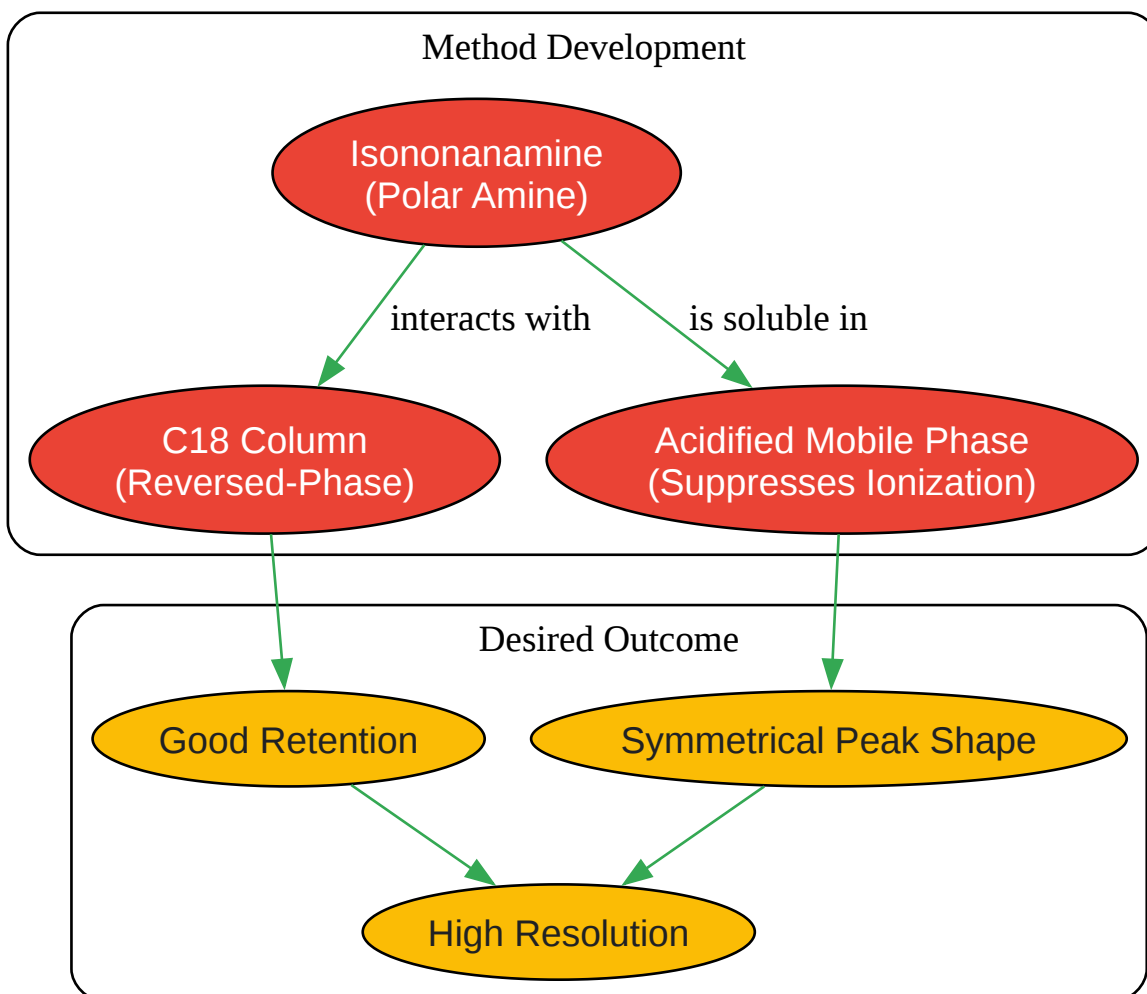 Method Development
Isononanamine
(Polar Amine)
interacts with
is soluble in
C18 Column
(Reversed-Phase)
Acidified Mobile Phase
(Suppresses Ionization)
Desired Outcome
Good Retention
Symmetrical Peak Shape
High Resolution